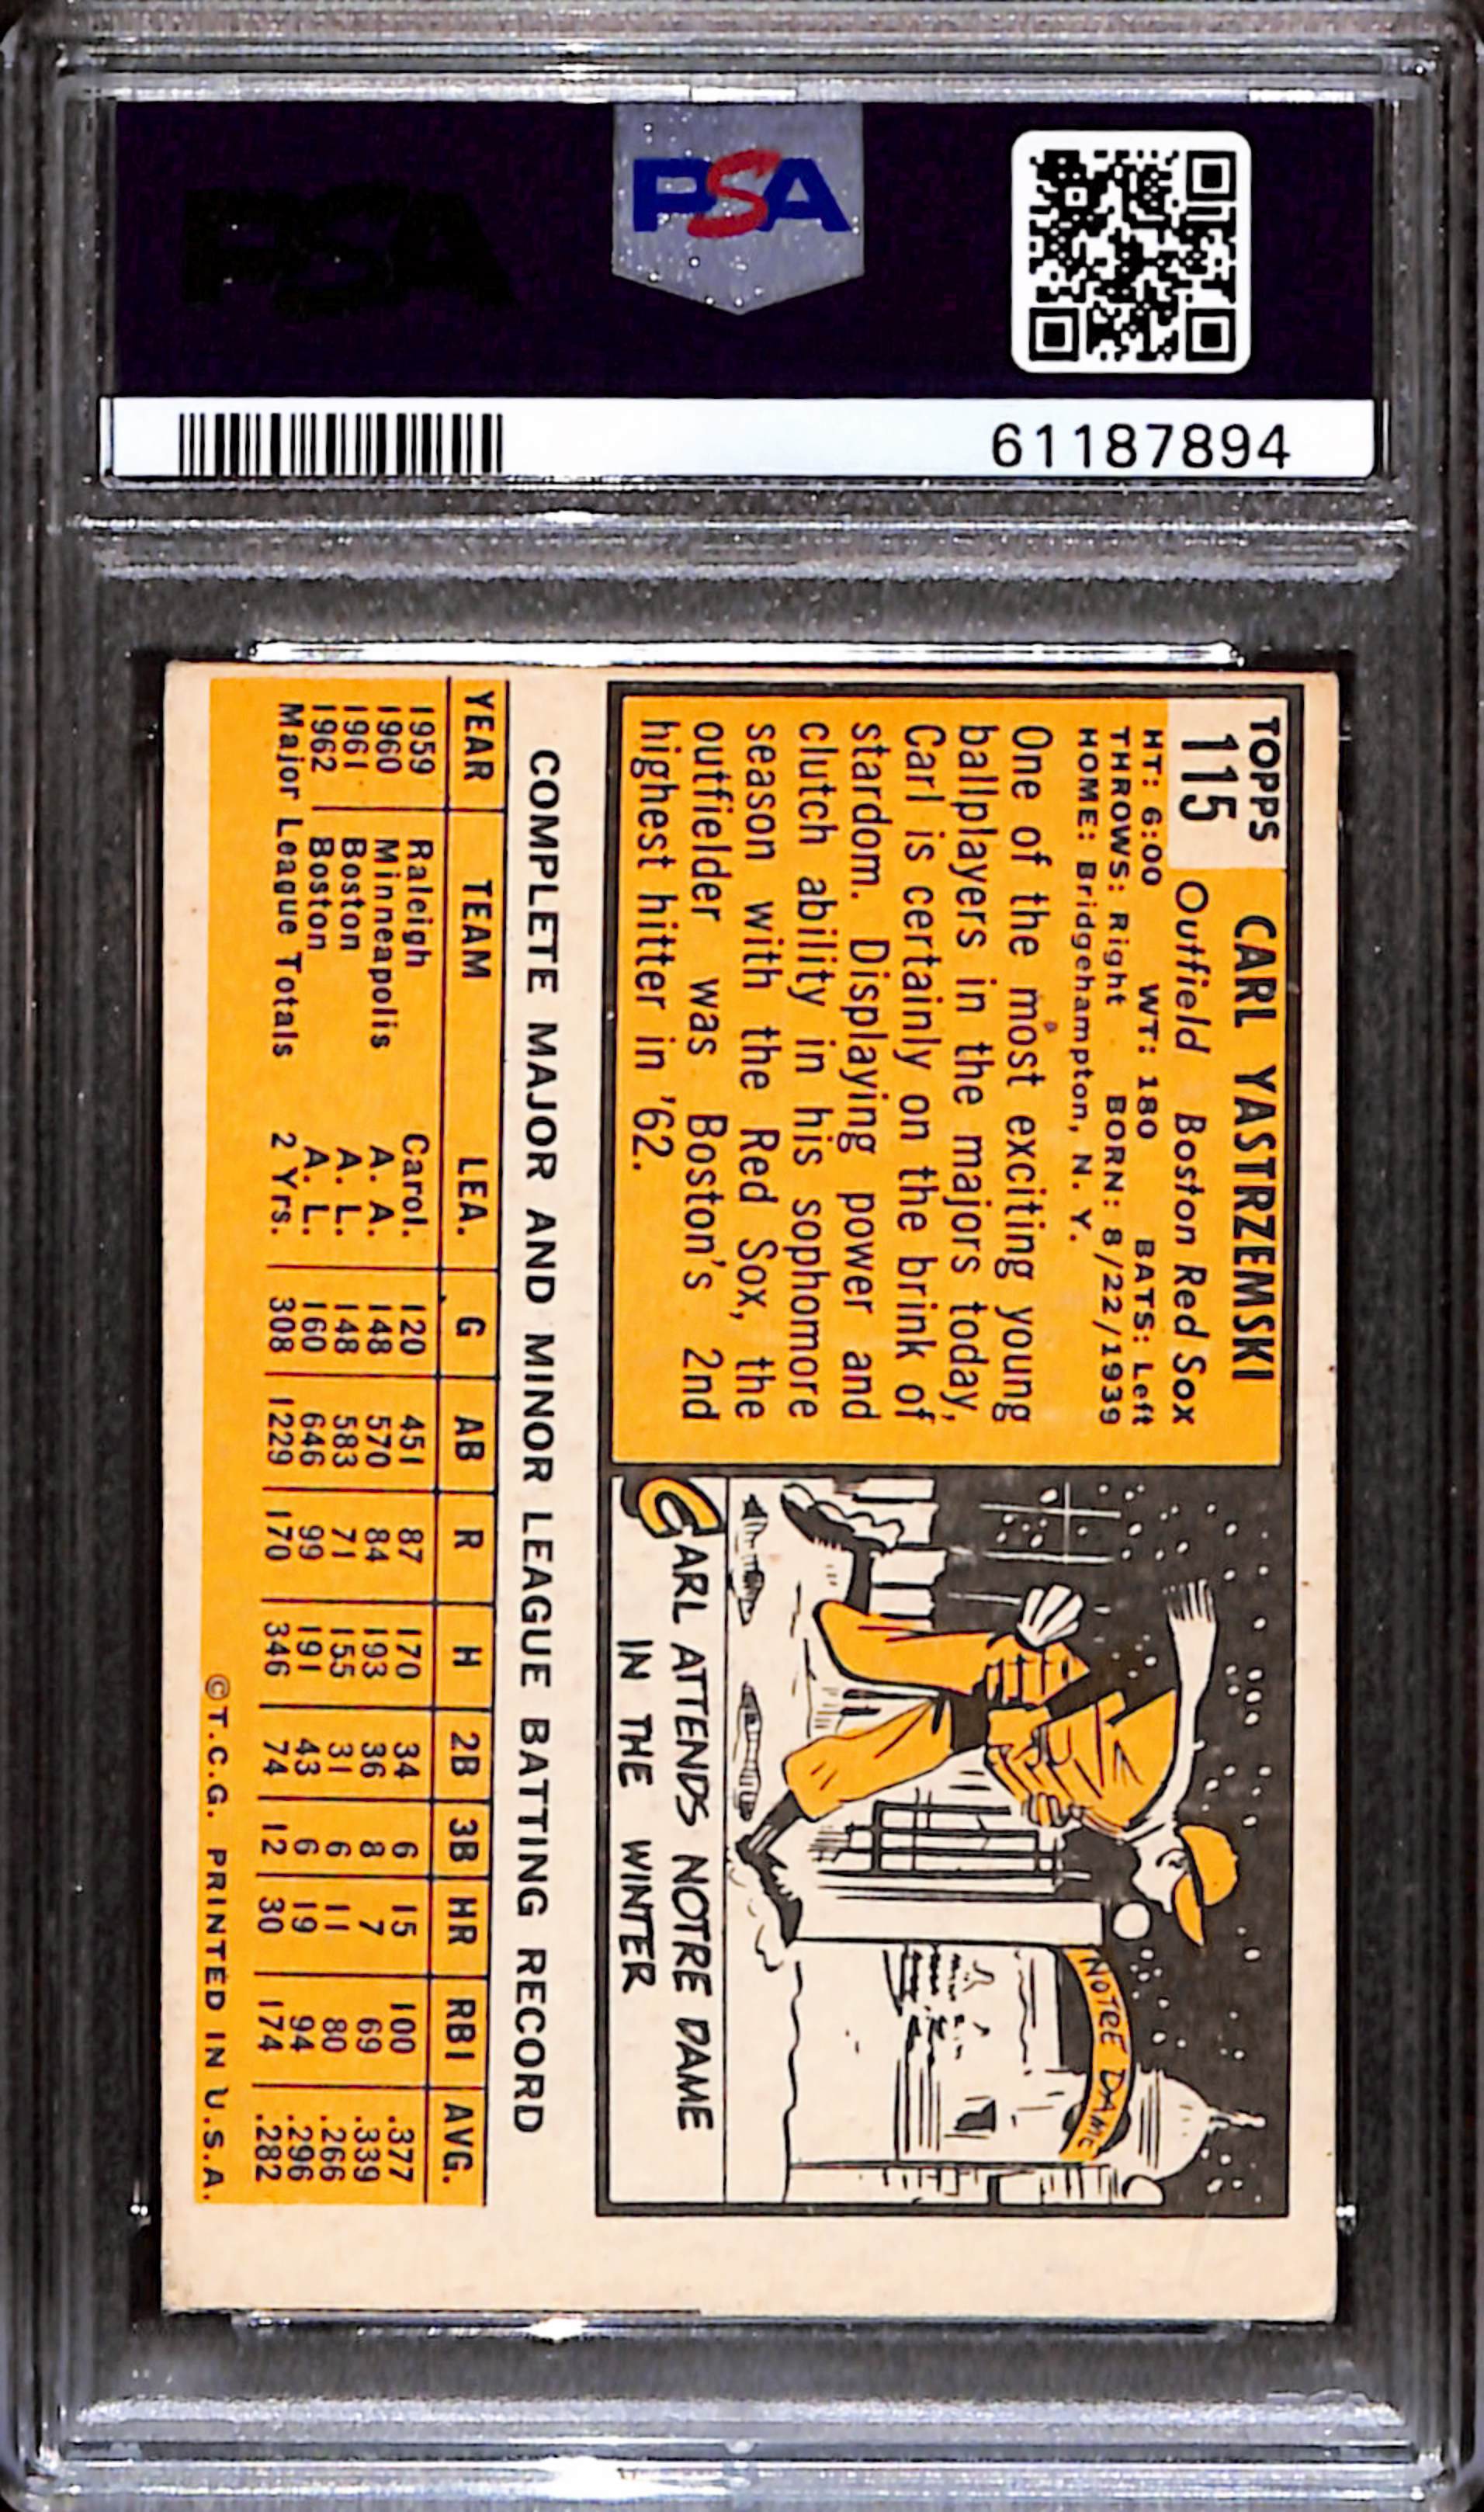 PSA
PSA
61187894
TOPPS
115
CARL YASTRZEMSKI
Outfield Boston Red Sox
HT: 6:00 WT: 180 BATS: Left
THROWS: Right BORN: 8/22/1939
HOME: Bridgehampton, N. Y.
One of the most exciting young
ballplayers in the majors today,
Carl is certainly on the brink of
stardom. Displaying power and
clutch ability in his sophomore
season with the Red Sox, the
outfielder was Boston's 2nd
highest hitter in '62.
NOTRE DAME
CARL ATTENDS NOTRE DAME
IN THE WINTER
COMPLETE MAJOR AND MINOR LEAGUE BATTING RECORD
YEAR TEAM LEA. G AB R H 2B 3B HR RBI AVG.
1959 Raleigh Carol. 120 451 87 170 34 6 15 100 .377
1960 Minneapolis A. A. 148 570 84 193 36 8 7 69 .339
1961 Boston A. L. 148 583 71 155 31 6 11 80 .266
1962 Boston A. L. 160 646 99 191 43 6 19 94 .296
Major League Totals 2 Yrs. 308 1229 170 346 74 12 30 174 .282
©T.C.G. PRINTED IN U.S.A.